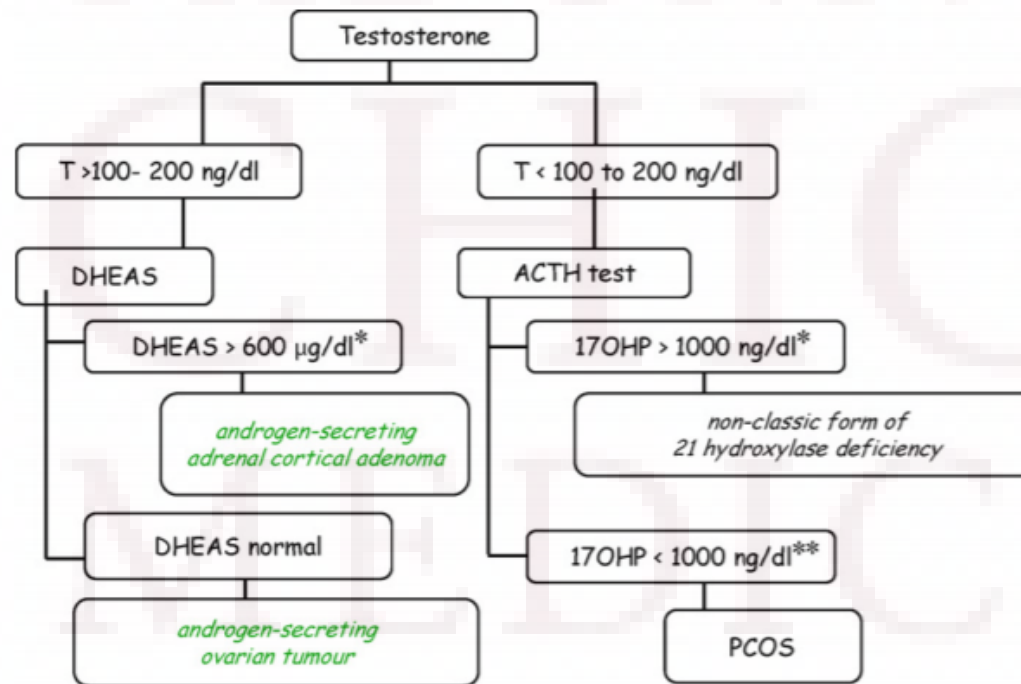 Testosterone
T >100- 200 ng/dl
T < 100 to 200 ng/dl
DHEAS
ACTH test
DHEAS > 600 µg/dl*
17OHP > 1000 ng/dl*
androgen-secreting
adrenal cortical adenoma
non-classic form of
21 hydroxylase deficiency
DHEAS normal
17OHP < 1000 ng/dl**
androgen-secreting
ovarian tumour
PCOS
CHIC
MEDIC